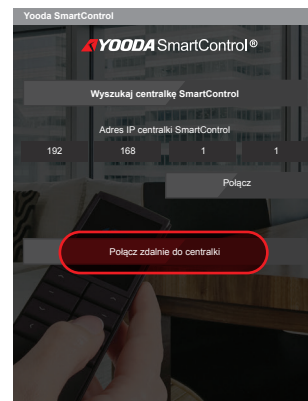 Yooda SmartControl
YOODA SmartControl®
Wyszukaj centralkę SmartControl
Adres IP centralki SmartControl
192 168 1 1
Połącz
Połącz zdalnie do centralki